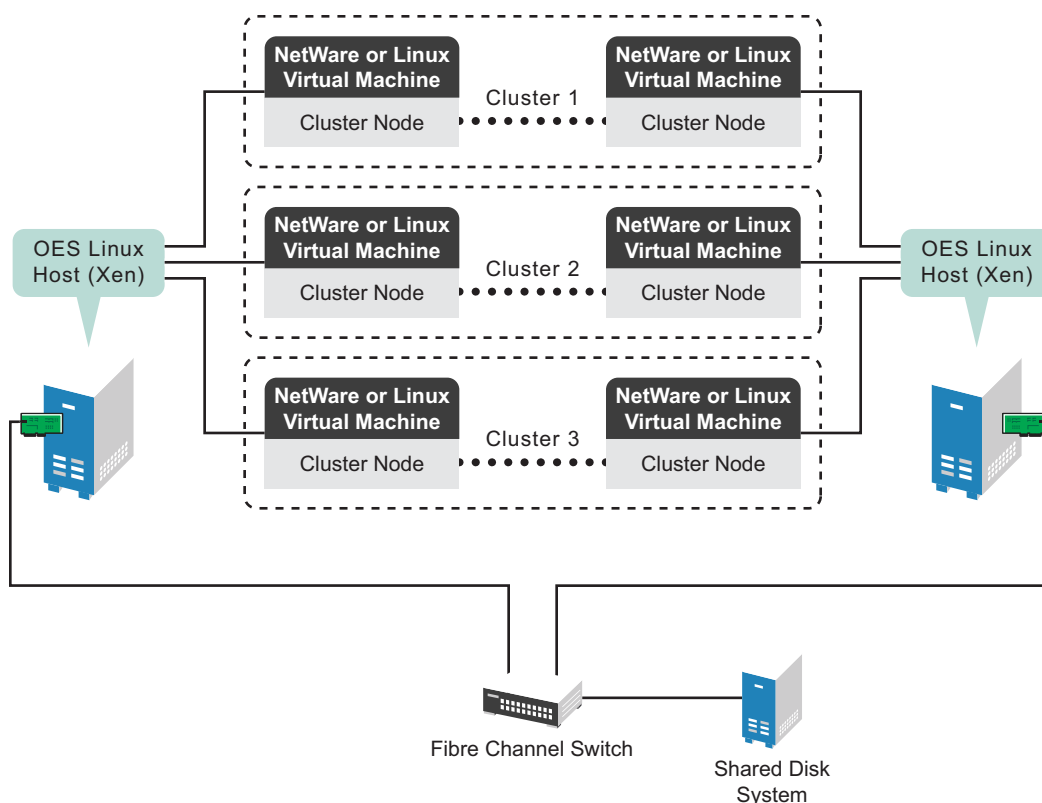 NetWare or Linux
Virtual Machine
Cluster Node
Cluster 1
NetWare or Linux
Virtual Machine
Cluster Node
OES Linux
Host (Xen)
NetWare or Linux
Virtual Machine
Cluster Node
Cluster 2
NetWare or Linux
Virtual Machine
Cluster Node
OES Linux
Host (Xen)
NetWare or Linux
Virtual Machine
Cluster Node
Cluster 3
NetWare or Linux
Virtual Machine
Cluster Node
Fibre Channel Switch
Shared Disk
System